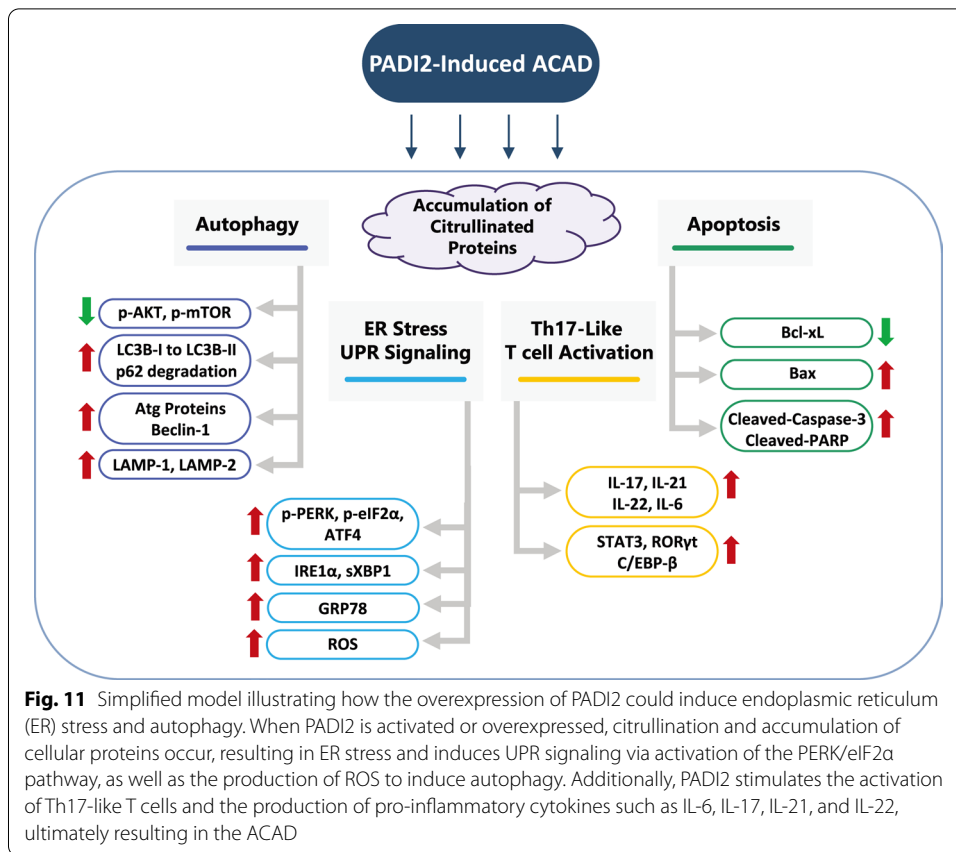 PADI2-Induced ACAD
Accumulation of
Citrullinated
Proteins
Autophagy
p-AKT, p-mTOR
LC3B-I to LC3B-II
p62 degradation
Atg Proteins
Beclin-1
LAMP-1, LAMP-2
ER Stress
UPR Signaling
p-PERK, p-eIF2α,
ATF4
IRE1α, sXBP1
GRP78
ROS
Th17-Like
T cell Activation
IL-17, IL-21
IL-22, IL-6
STAT3, RORγt
C/EBP-β
Apoptosis
Bcl-xL
Bax
Cleaved-Caspase-3
Cleaved-PARP
Fig. 11 Simplified model illustrating how the overexpression of PADI2 could induce endoplasmic reticulum
(ER) stress and autophagy. When PADI2 is activated or overexpressed, citrullination and accumulation of
cellular proteins occur, resulting in ER stress and induces UPR signaling via activation of the PERK/eIF2α
pathway, as well as the production of ROS to induce autophagy. Additionally, PADI2 stimulates the activation
of Th17-like T cells and the production of pro-inflammatory cytokines such as IL-6, IL-17, IL-21, and IL-22,
ultimately resulting in the ACAD